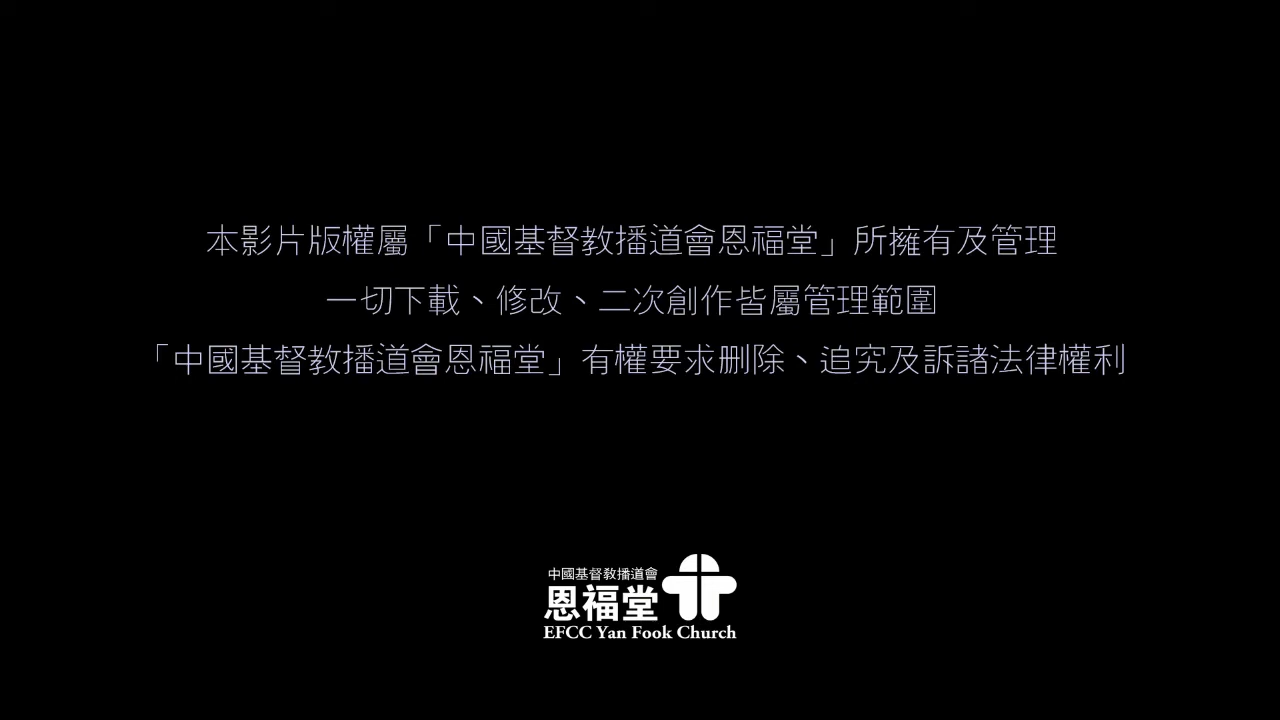 本影片版權屬「中國基督教播道會恩福堂」所擁有及管理
一切下載、修改、二次創作皆屬管理範圍
「中國基督教播道會恩福堂」有權要求刪除、追究及訴諸法律權利
中國基督教播道會
恩福堂
EFCC Yan Fook Church